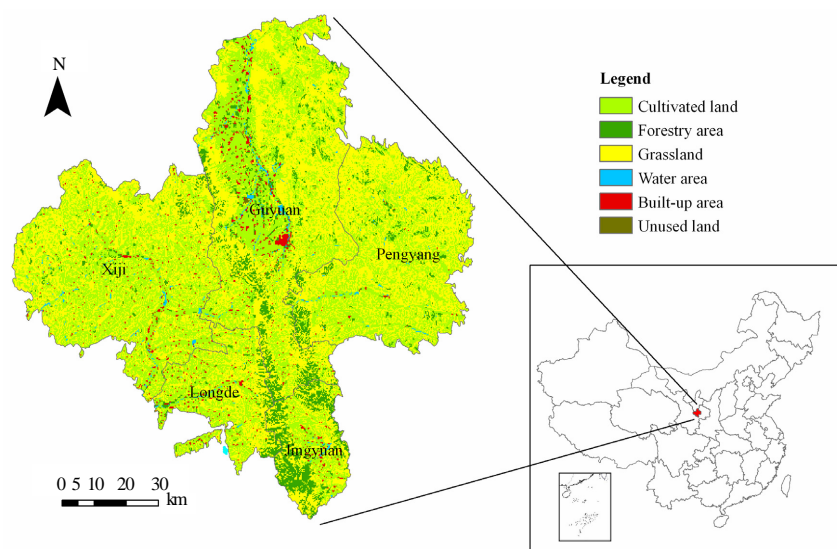 N
Legend
Cultivated land
Forestry area
Grassland
Water area
Built-up area
Unused land
Guyuan
Pengyang
Xiji
Longde
Jingyuan
0 5 10 20 30
km